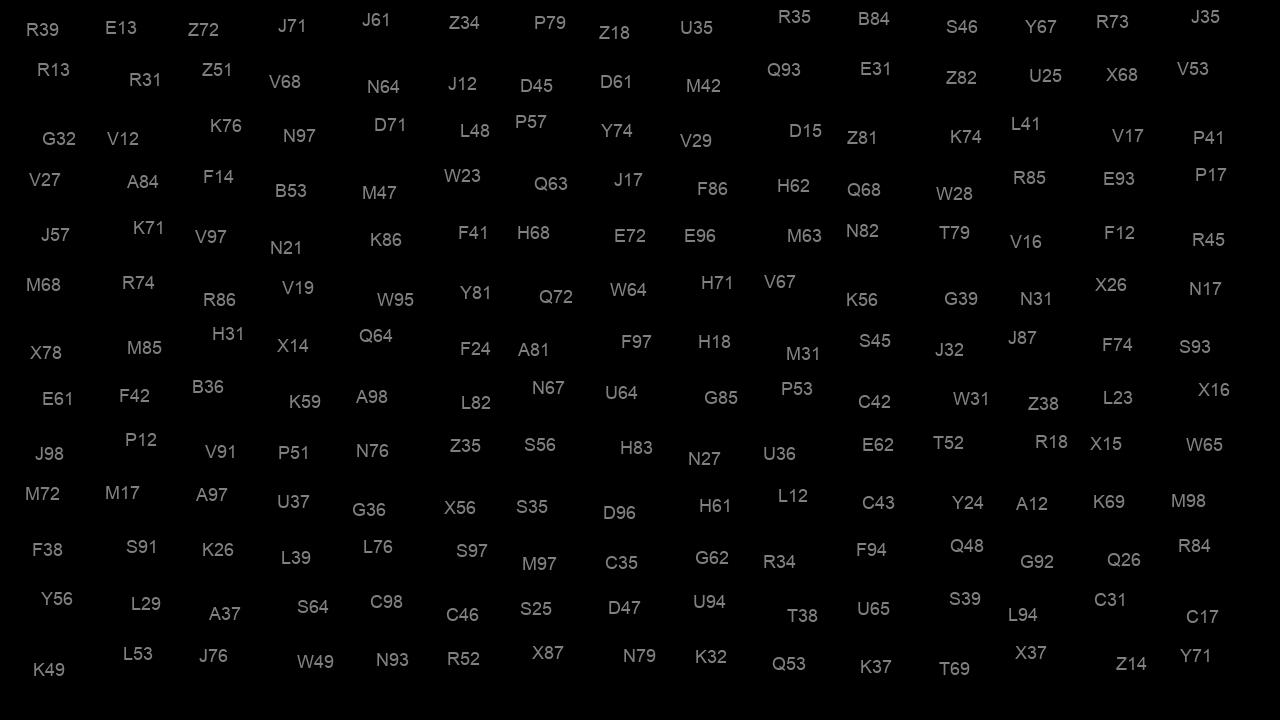 R39 E13 Z72 J71 J61 Z34 P79 Z18 U35 R35 B84 S46 Y67 R73 J35
R13 R31 Z51 V68 N64 J12 D45 D61 M42 Q93 E31 Z82 U25 X68 V53
G32 V12 K76 N97 D71 L48 P57 Y74 V29 D15 Z81 K74 L41 V17 P41
V27 A84 F14 B53 M47 W23 Q63 J17 F86 H62 Q68 W28 R85 E93 P17
J57 K71 V97 N21 K86 F41 H68 E72 E96 M63 N82 T79 V16 F12 R45
M68 R74 R86 V19 W95 Y81 Q72 W64 H71 V67 K56 G39 N31 X26 N17
X78 M85 H31 X14 Q64 F24 A81 F97 H18 M31 S45 J32 J87 F74 S93
E61 F42 B36 K59 A98 L82 N67 U64 G85 P53 C42 W31 Z38 L23 X16
J98 P12 V91 P51 N76 Z35 S56 H83 N27 U36 E62 T52 R18 X15 W65
M72 M17 A97 U37 G36 X56 S35 D96 H61 L12 C43 Y24 A12 K69 M98
F38 S91 K26 L39 L76 S97 M97 C35 G62 R34 F94 Q48 G92 Q26 R84
Y56 L29 A37 S64 C98 C46 S25 D47 U94 T38 U65 S39 L94 C31 C17
K49 L53 J76 W49 N93 R52 X87 N79 K32 Q53 K37 T69 X37 Z14 Y71